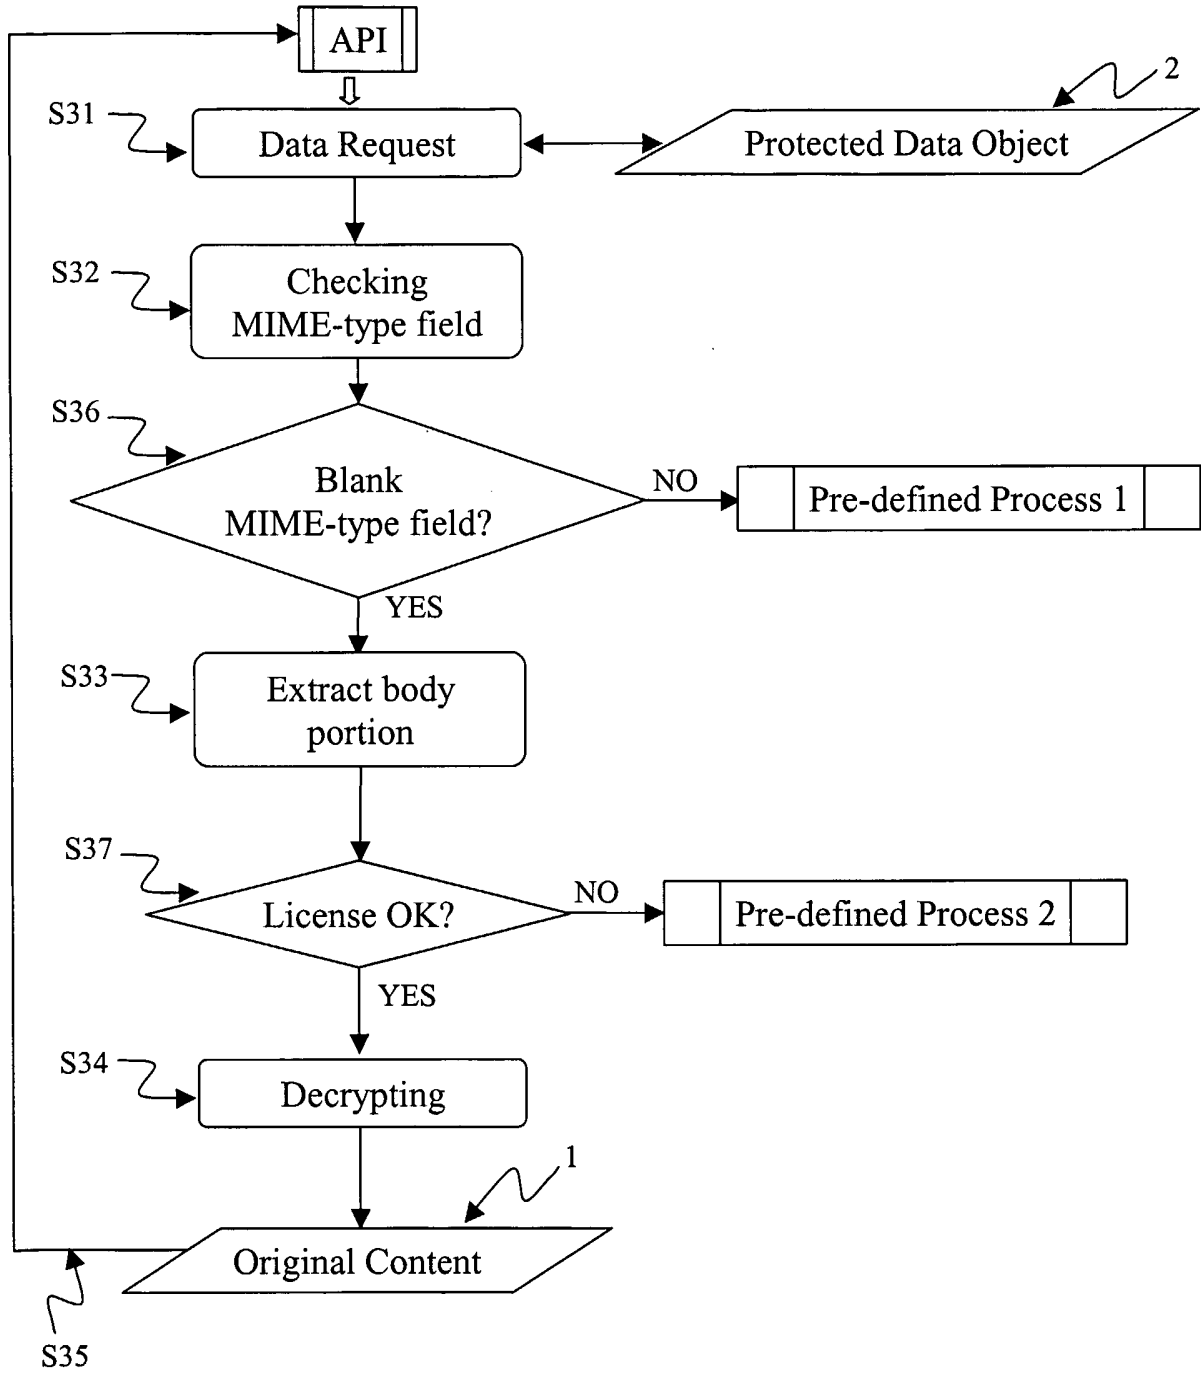 API
2
S31
Data Request
Protected Data Object
S32
Checking
MIME-type field
S36
Blank
MIME-type field?
NO
Pre-defined Process 1
YES
S33
Extract body
portion
S37
License OK?
NO
Pre-defined Process 2
YES
S34
Decrypting
1
Original Content
S35